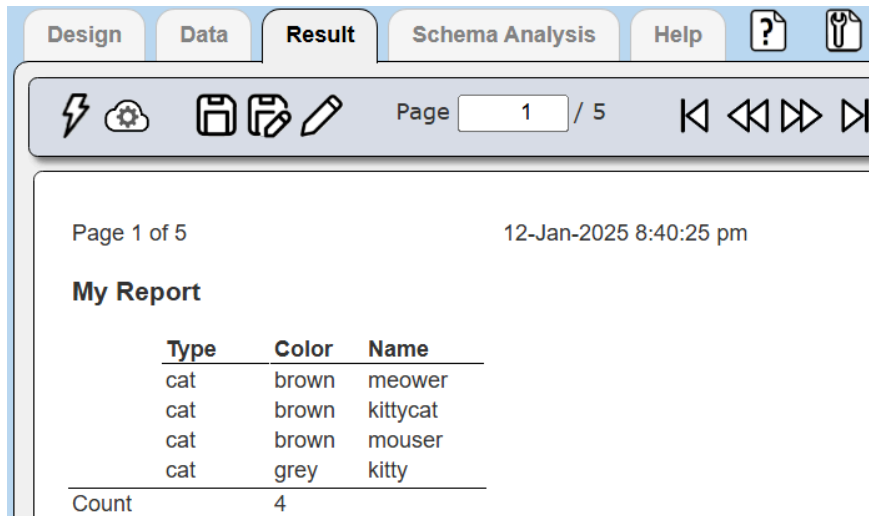 Design Data Result Schema Analysis Help ?
Page 1 / 5
Page 1 of 5 12-Jan-2025 8:40:25 pm
My Report
Type Color Name
cat brown meower
cat brown kittycat
cat brown mouser
cat grey kitty
Count 4